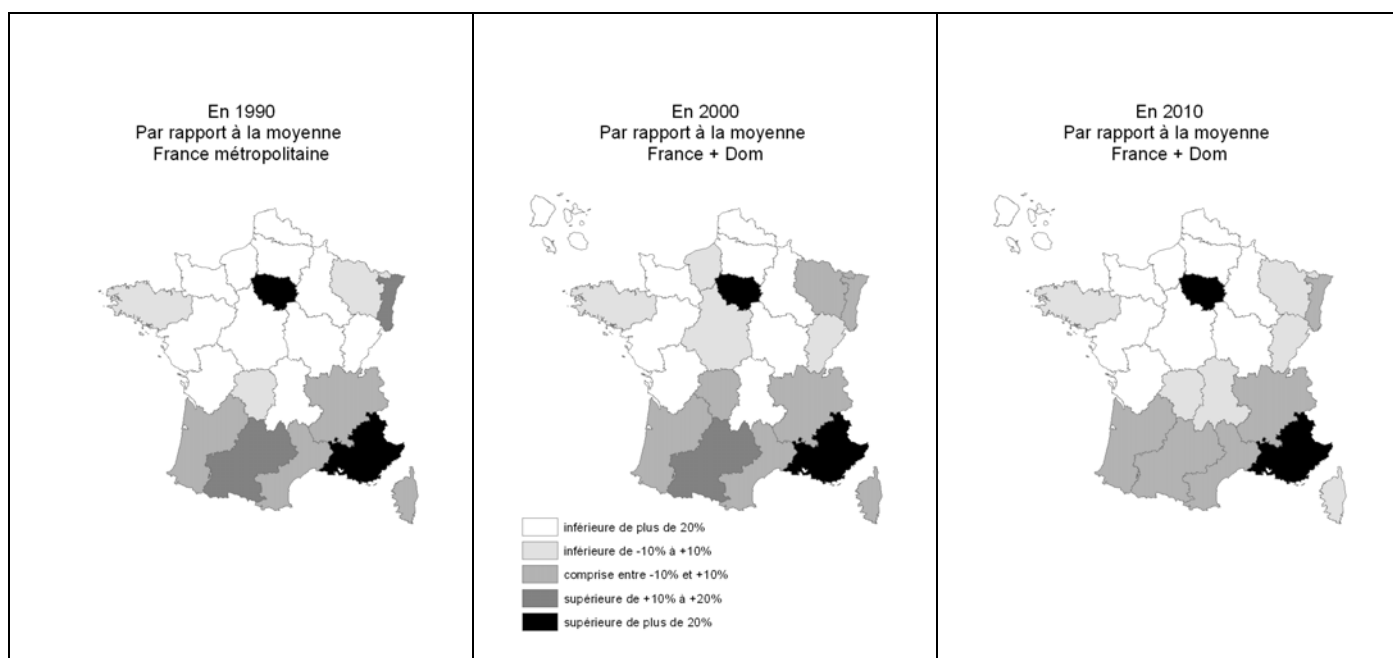 En 1990
Par rapport à la moyenne
France métropolitaine
En 2000
Par rapport à la moyenne
France + Dom
inférieure de plus de 20%
inférieure de -10% à +10%
comprise entre -10% et +10%
supérieure de +10% à +20%
supérieure de plus de 20%
En 2010
Par rapport à la moyenne
France + Dom